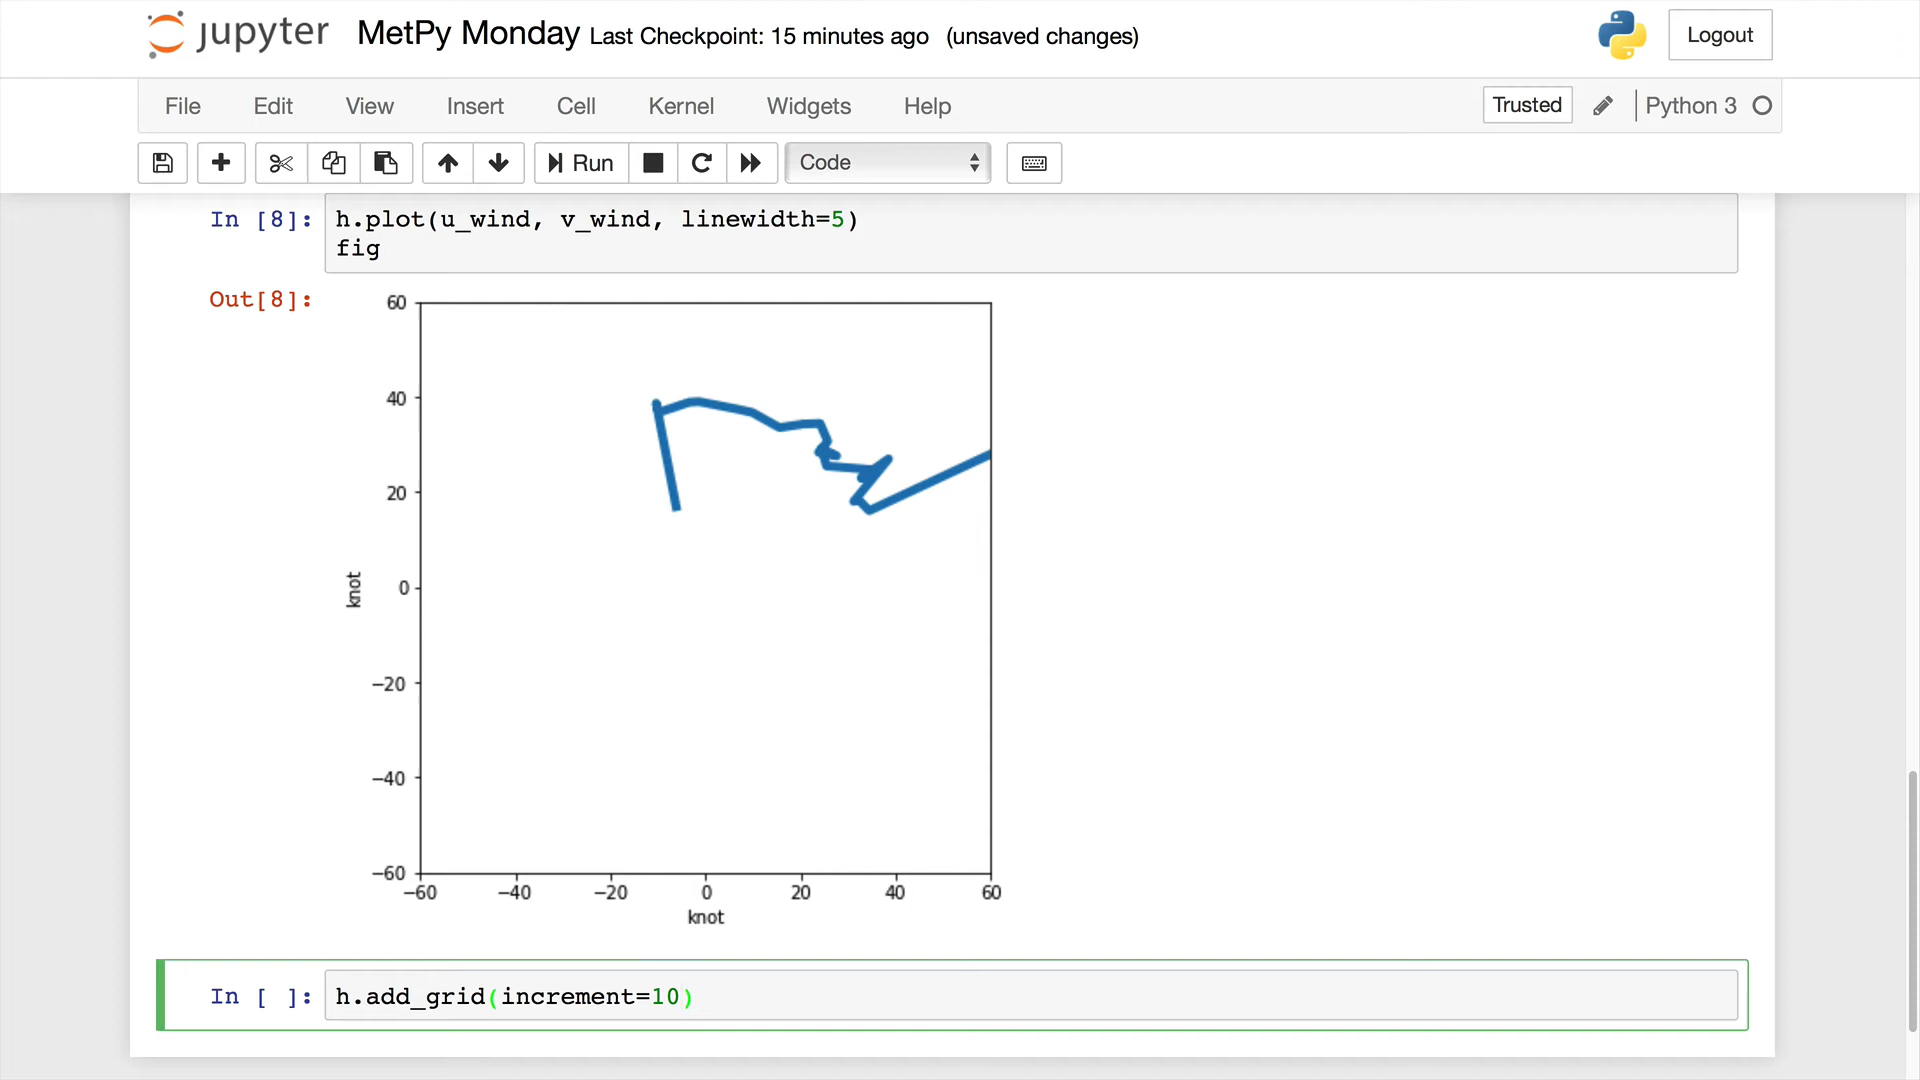 jupyter MetPy Monday Last Checkpoint: 15 minutes ago (unsaved changes) Logout
File Edit View Insert Cell Kernel Widgets Help Trusted Python 3
Run Code
In [8]: h.plot(u_wind, v_wind, linewidth=5)
fig
Out[8]:
60
40
20
knot
0
−20
−40
−60
−60 −40 −20 0 20 40 60
knot
In [ ]: h.add_grid(increment=10)